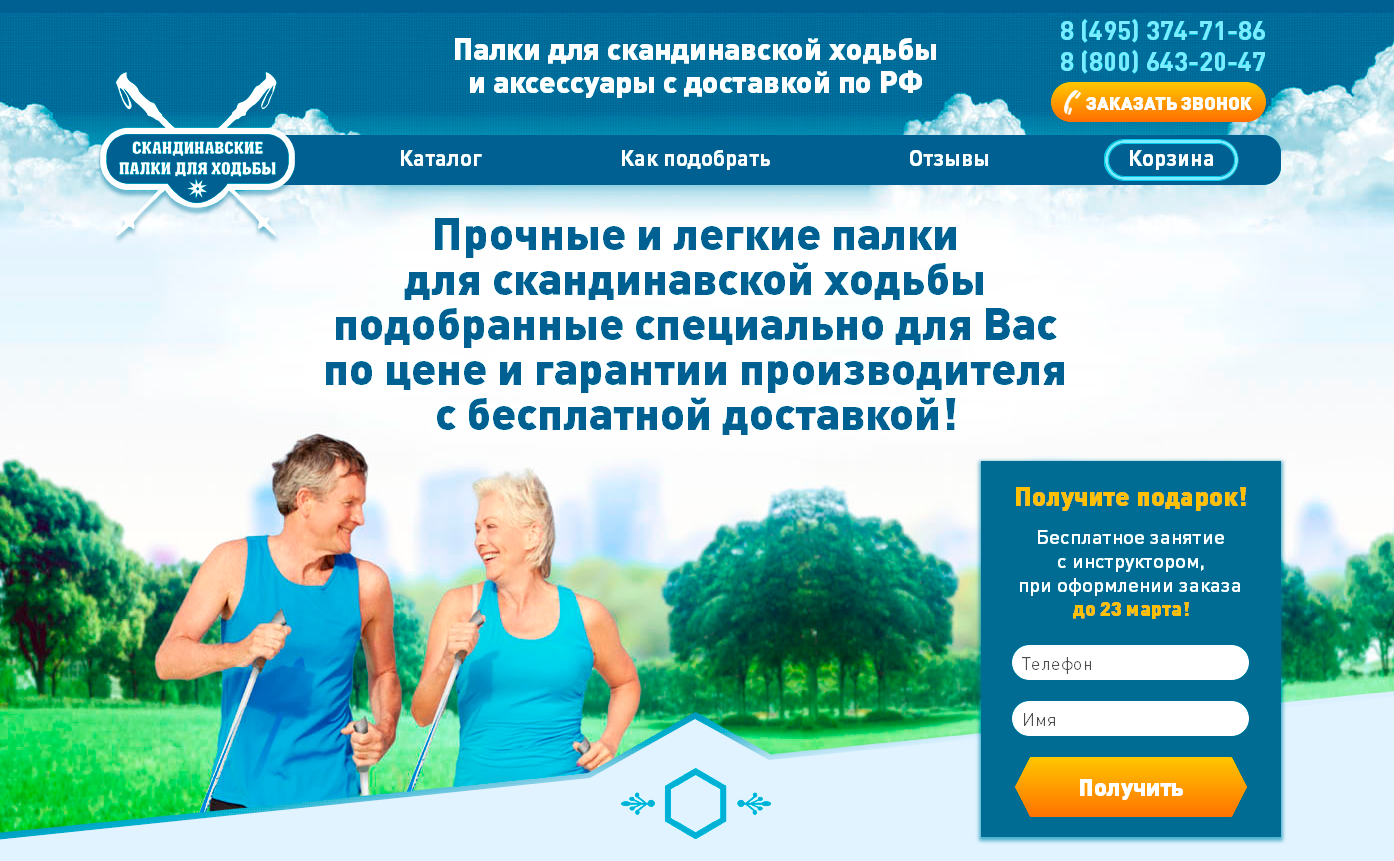 Палки для скандинавской ходьбы
и аксессуары с доставкой по РФ
8 (495) 374-71-86
8 (800) 643-20-47
ЗАКАЗАТЬ ЗВОНОК
СКАНДИНАВСКИЕ
ПАЛКИ ДЛЯ ХОДЬБЫ
Каталог
Как подобрать
Отзывы
Корзина
Прочные и легкие палки
для скандинавской ходьбы
подобранные специально для Вас
по цене и гарантии производителя
с бесплатной доставкой!
Получите подарок!
Бесплатное занятие
с инструктором,
при оформлении заказа
до 23 марта!
Телефон
Имя
Получить